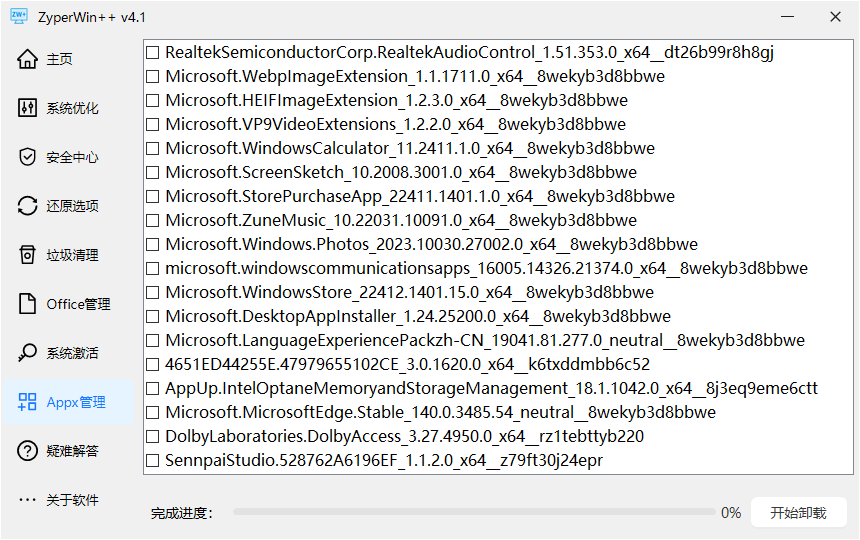 ZW+
ZyperWin++ v4.1
主页
系统优化
安全中心
还原选项
垃圾清理
Office管理
系统激活
Appx管理
疑难解答
关于软件
RealtekSemiconductorCorp.RealtekAudioControl_1.51.353.0_x64__dt26b99r8h8gj
Microsoft.WebpImageExtension_1.1.1711.0_x64__8wekyb3d8bbwe
Microsoft.HEIFImageExtension_1.2.3.0_x64__8wekyb3d8bbwe
Microsoft.VP9VideoExtensions_1.2.2.0_x64__8wekyb3d8bbwe
Microsoft.WindowsCalculator_11.2411.1.0_x64__8wekyb3d8bbwe
Microsoft.ScreenSketch_10.2008.3001.0_x64__8wekyb3d8bbwe
Microsoft.StorePurchaseApp_22411.1401.1.0_x64__8wekyb3d8bbwe
Microsoft.ZuneMusic_10.22031.10091.0_x64__8wekyb3d8bbwe
Microsoft.Windows.Photos_2023.10030.27002.0_x64__8wekyb3d8bbwe
microsoft.windowscommunicationsapps_16005.14326.21374.0_x64__8wekyb3d8bbwe
Microsoft.WindowsStore_22412.1401.15.0_x64__8wekyb3d8bbwe
Microsoft.DesktopAppInstaller_1.24.25200.0_x64__8wekyb3d8bbwe
Microsoft.LanguageExperiencePackzh-CN_19041.81.277.0_neutral__8wekyb3d8bbwe
4651ED44255E.47979655102CE_3.0.1620.0_x64__k6txddmbb6c52
AppUp.IntelOptaneMemoryandStorageManagement_18.1.1042.0_x64__8j3eq9eme6ctt
Microsoft.MicrosoftEdge.Stable_140.0.3485.54_neutral__8wekyb3d8bbwe
DolbyLaboratories.DolbyAccess_3.27.4950.0_x64__rz1tebttyb220
SennpaiStudio.528762A6196EF_1.1.2.0_x64__z79ft30j24epr
完成进度：
0%
开始卸载